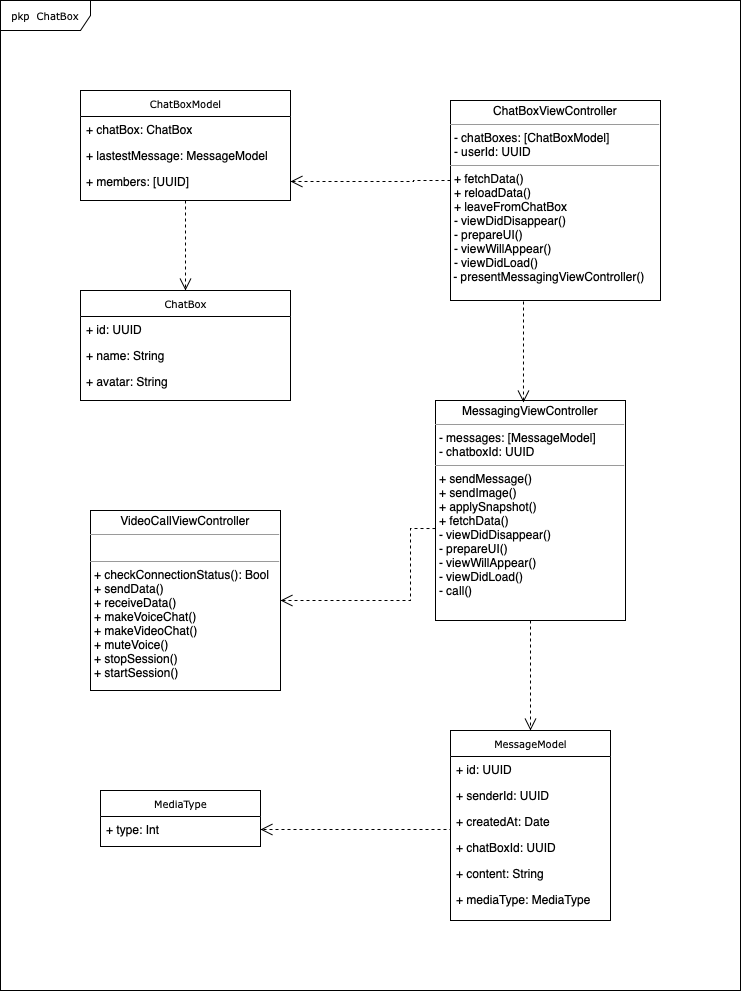 pkp ChatBox
ChatBoxModel
+ chatBox: ChatBox
+ lastestMessage: MessageModel
+ members: [UUID]
ChatBoxViewController
- chatBoxes: [ChatBoxModel]
- userId: UUID
+ fetchData()
+ reloadData()
+ leaveFromChatBox
- viewDidDisappear()
- prepareUI()
- viewWillAppear()
- viewDidLoad()
- presentMessagingViewController()
ChatBox
+ id: UUID
+ name: String
+ avatar: String
MessagingViewController
- messages: [MessageModel]
- chatboxId: UUID
+ sendMessage()
+ sendImage()
+ applySnapshot()
+ fetchData()
- viewDidDisappear()
- prepareUI()
- viewWillAppear()
- viewDidLoad()
- call()
VideoCallViewController
+ checkConnectionStatus(): Bool
+ sendData()
+ receiveData()
+ makeVoiceChat()
+ makeVideoChat()
+ muteVoice()
+ stopSession()
+ startSession()
MessageModel
+ id: UUID
+ senderId: UUID
+ createdAt: Date
+ chatBoxId: UUID
+ content: String
+ mediaType: MediaType
MediaType
+ type: Int